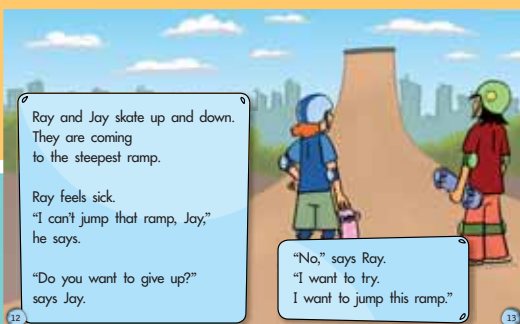 Ray and Jay skate up and down.
They are coming
to the steepest ramp.
Ray feels sick.
“I can’t jump that ramp, Jay,”
he says.
“Do you want to give up?”
says Jay.
12
“No,” says Ray.
“I want to try.
I want to jump this ramp.”
13